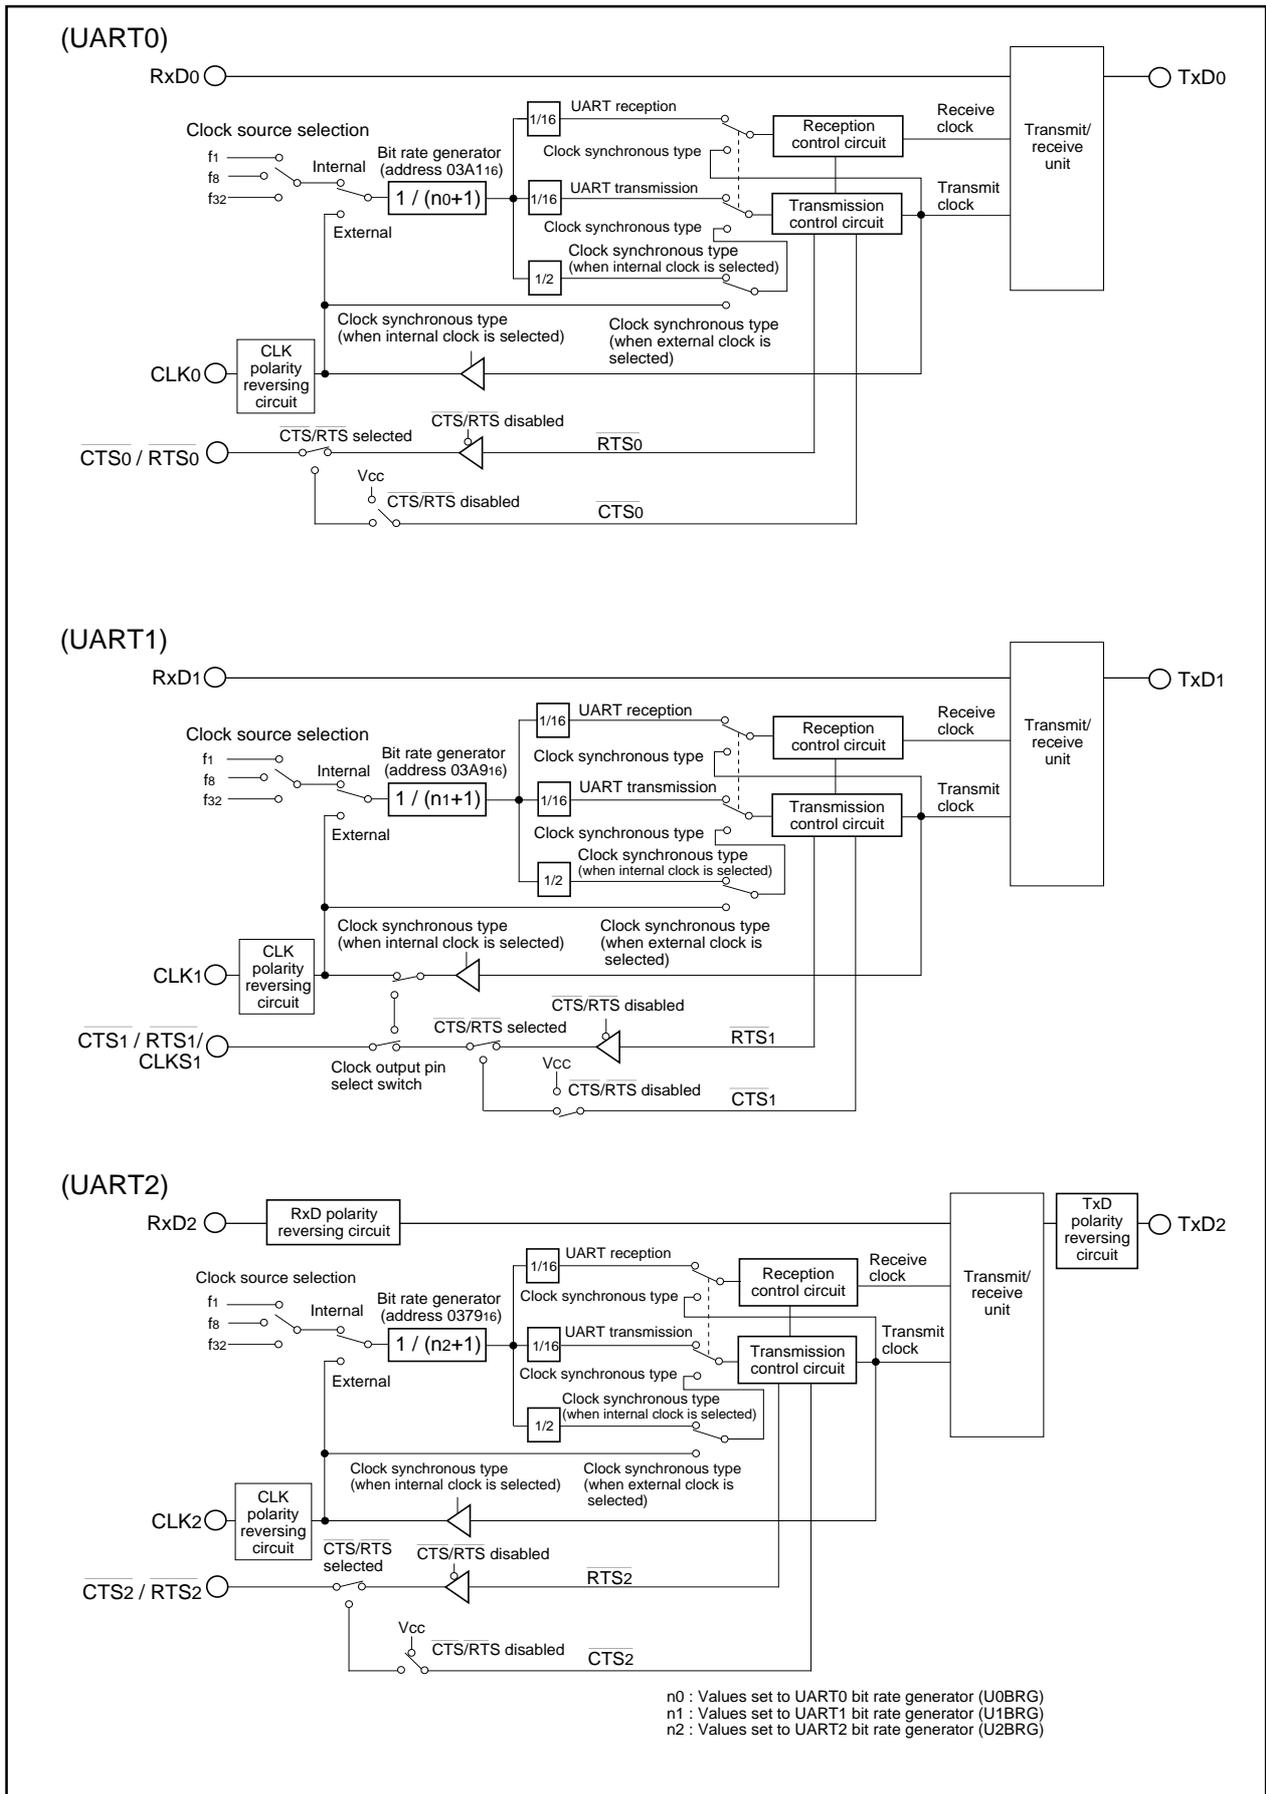 (UART0)
RxD0
TxD0
UART reception
1/16
Reception
control circuit
Receive
clock
Transmit/
receive
unit
Clock source selection
Clock synchronous type
Bit rate generator
(address 03A116)
f1
f8
f32
Internal
1 / (n0+1)
1/16
UART transmission
Transmission
control circuit
Transmit
clock
External
Clock synchronous type
Clock synchronous type
(when internal clock is selected)
1/2
Clock synchronous type
(when internal clock is selected)
Clock synchronous type
(when external clock is
selected)
CLK0
CLK
polarity
reversing
circuit
CTS/RTS disabled
CTS/RTS selected
CTS0 / RTS0
RTS0
Vcc
CTS/RTS disabled
CTS0
(UART1)
RxD1
TxD1
UART reception
1/16
Reception
control circuit
Receive
clock
Transmit/
receive
unit
Clock source selection
Clock synchronous type
Bit rate generator
(address 03A916)
f1
f8
f32
Internal
1 / (n1+1)
1/16
UART transmission
Transmission
control circuit
Transmit
clock
External
Clock synchronous type
Clock synchronous type
(when internal clock is selected)
1/2
Clock synchronous type
(when internal clock is selected)
Clock synchronous type
(when external clock is
selected)
CLK1
CLK
polarity
reversing
circuit
CTS/RTS disabled
CTS/RTS selected
CTS1 / RTS1/
CLKS1
RTS1
Clock output pin
select switch
VCC
CTS/RTS disabled
CTS1
(UART2)
RxD2
RxD polarity
reversing circuit
TxD
polarity
reversing
circuit
TxD2
UART reception
1/16
Reception
control circuit
Receive
clock
Transmit/
receive
unit
Clock source selection
Clock synchronous type
Bit rate generator
(address 037916)
f1
f8
f32
Internal
1 / (n2+1)
1/16
UART transmission
Transmission
control circuit
Transmit
clock
External
Clock synchronous type
Clock synchronous type
(when internal clock is selected)
1/2
Clock synchronous type
(when internal clock is selected)
Clock synchronous type
(when external clock is
selected)
CLK2
CLK
polarity
reversing
circuit
CTS/RTS
selected
CTS/RTS disabled
CTS2 / RTS2
RTS2
Vcc
CTS/RTS disabled
CTS2
n0 : Values set to UART0 bit rate generator (U0BRG)
n1 : Values set to UART1 bit rate generator (U1BRG)
n2 : Values set to UART2 bit rate generator (U2BRG)